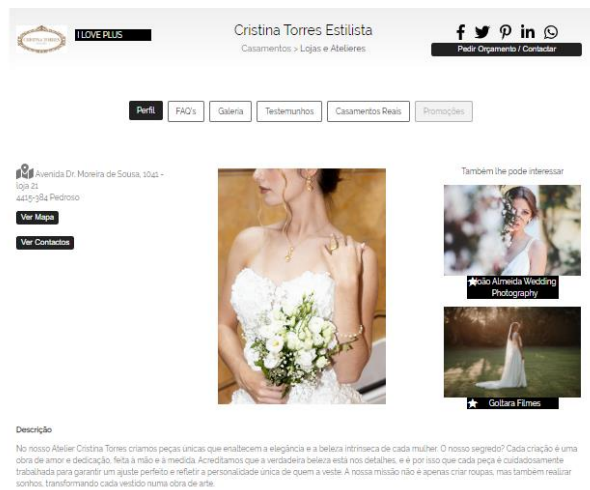 CRISTINA TORRES
I LOVE PLUS
Cristina Torres Estilista
Casamentos > Lojas e Atelieres
Pedir Orçamento / Contactar
Perfil
FAQ's
Galeria
Testemunhos
Casamentos Reais
Promoções
Avenida Dr. Moreira de Sousa, 1041 -
loja 21
4415-384 Pedroso
Ver Mapa
Ver Contactos
Também lhe pode interessar
João Almeida Wedding
Photography
Goltara Filmes
Descrição
No nosso Atelier Cristina Torres criamos peças únicas que enaltecem a elegância e a beleza intrínseca de cada mulher. O nosso segredo? Cada criação é uma
obra de amor e dedicação, feita à mão e à medida. Acreditamos que a verdadeira beleza está nos detalhes, e é por isso que cada peça é cuidadosamente
trabalhada para garantir um ajuste perfeito e refletir a personalidade única de quem a veste. A nossa missão não é apenas criar roupas, mas também realizar
sonhos, transformando cada vestido numa obra de arte.